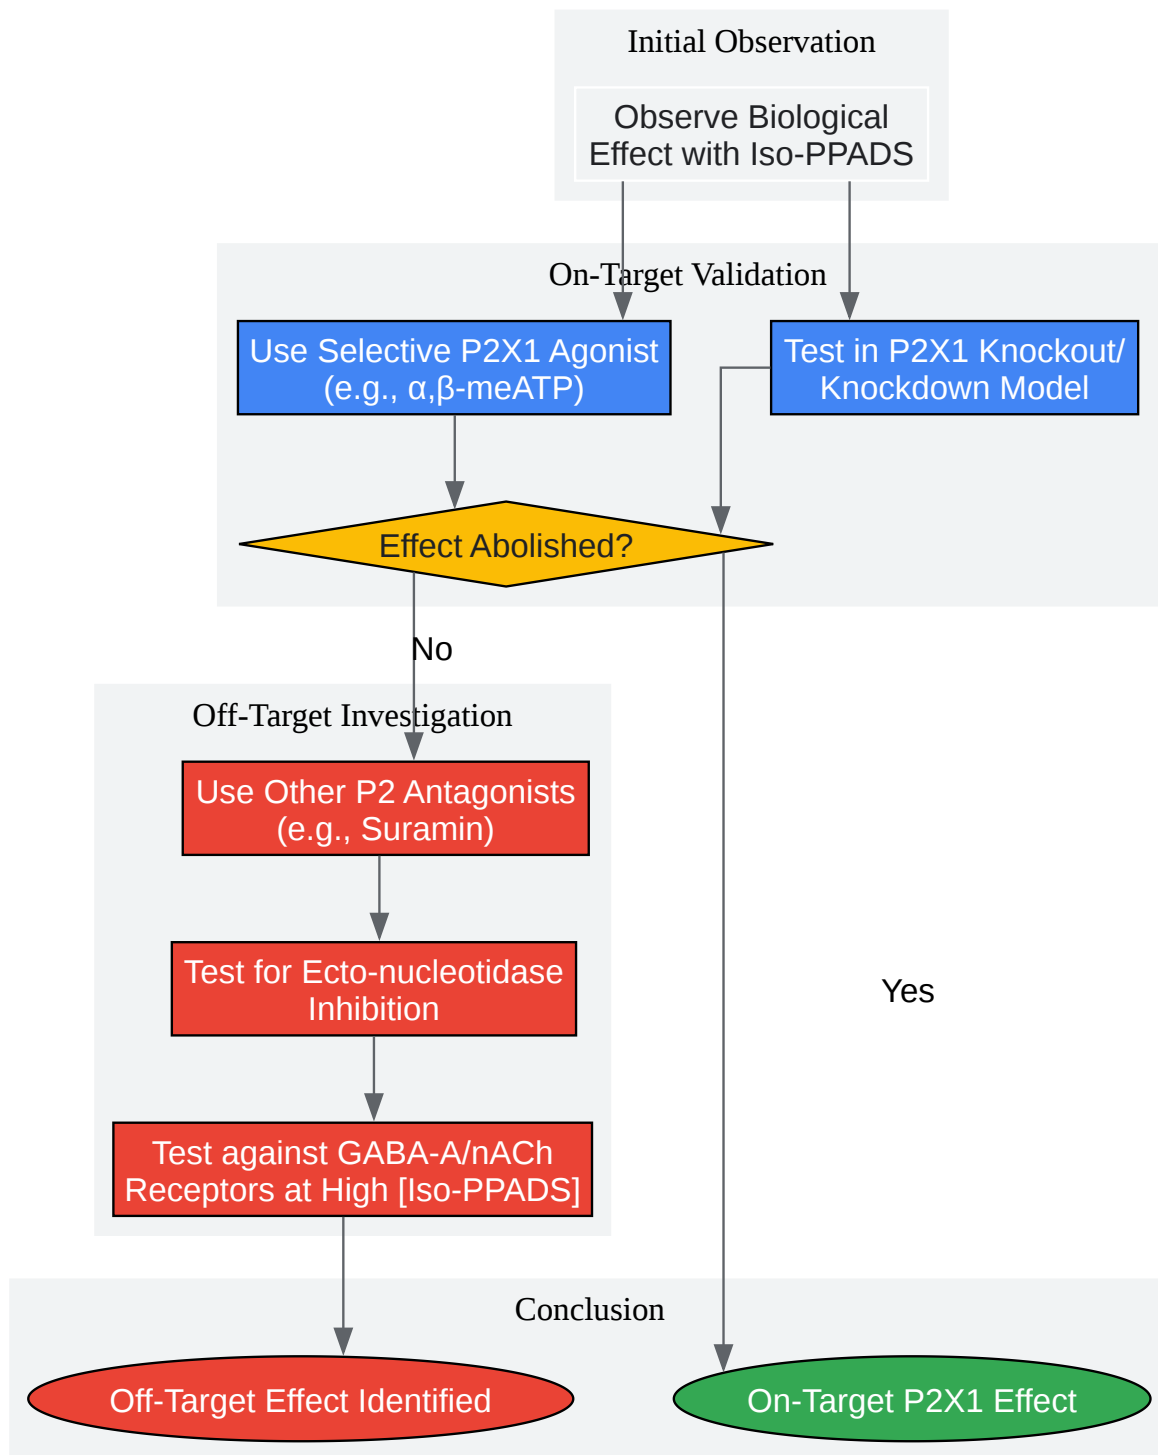 Initial Observation
Observe Biological
Effect with Iso-PPADS
On-Target Validation
Use Selective P2X1 Agonist
(e.g., α,β-meATP)
Test in P2X1 Knockout/
Knockdown Model
Effect Abolished?
No
Off-Target Investigation
Use Other P2 Antagonists
(e.g., Suramin)
Test for Ecto-nucleotidase
Inhibition
Yes
Test against GABA-A/nACh
Receptors at High [Iso-PPADS]
Conclusion
Off-Target Effect Identified
On-Target P2X1 Effect